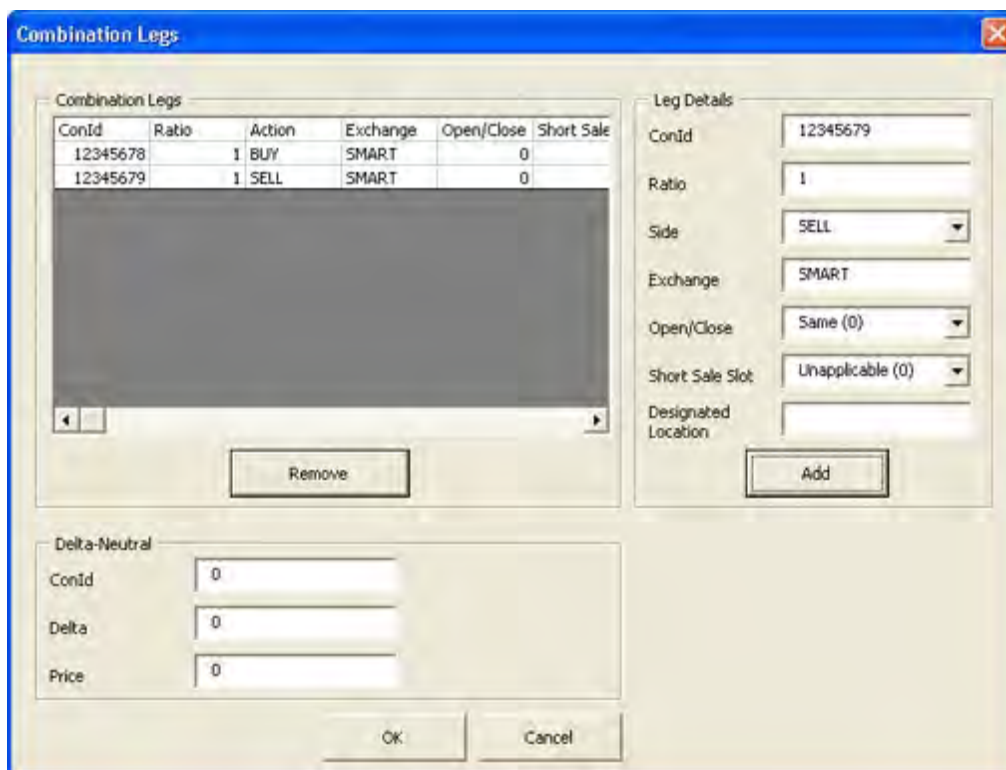 Combination Legs
Combination Legs
ConId Ratio Action Exchange Open/Close Short Sale
12345678 1 BUY SMART 0
12345679 1 SELL SMART 0
Remove
Leg Details
ConId 12345679
Ratio 1
Side SELL
Exchange SMART
Open/Close Same (0)
Short Sale Slot Unapplicable (0)
Designated
Location
Add
Delta-Neutral
ConId 0
Delta 0
Price 0
OK Cancel